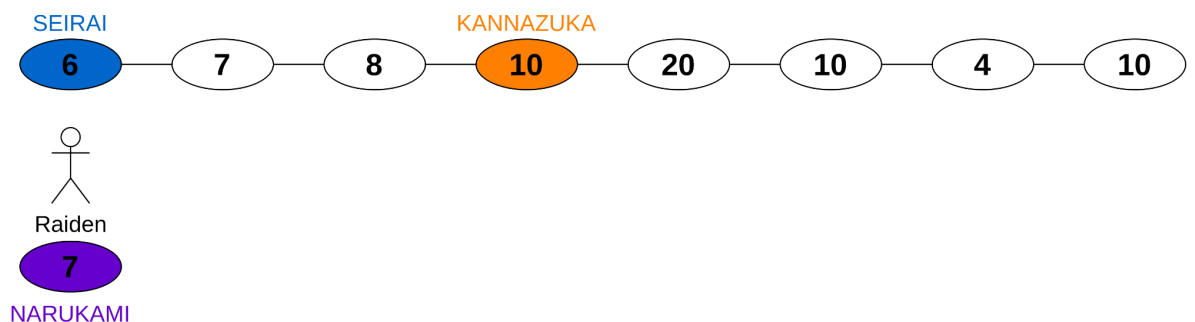 SEIRAI KANNAZUKA
6 7 8 10 20 10 4 10
Raiden
7
NARUKAMI